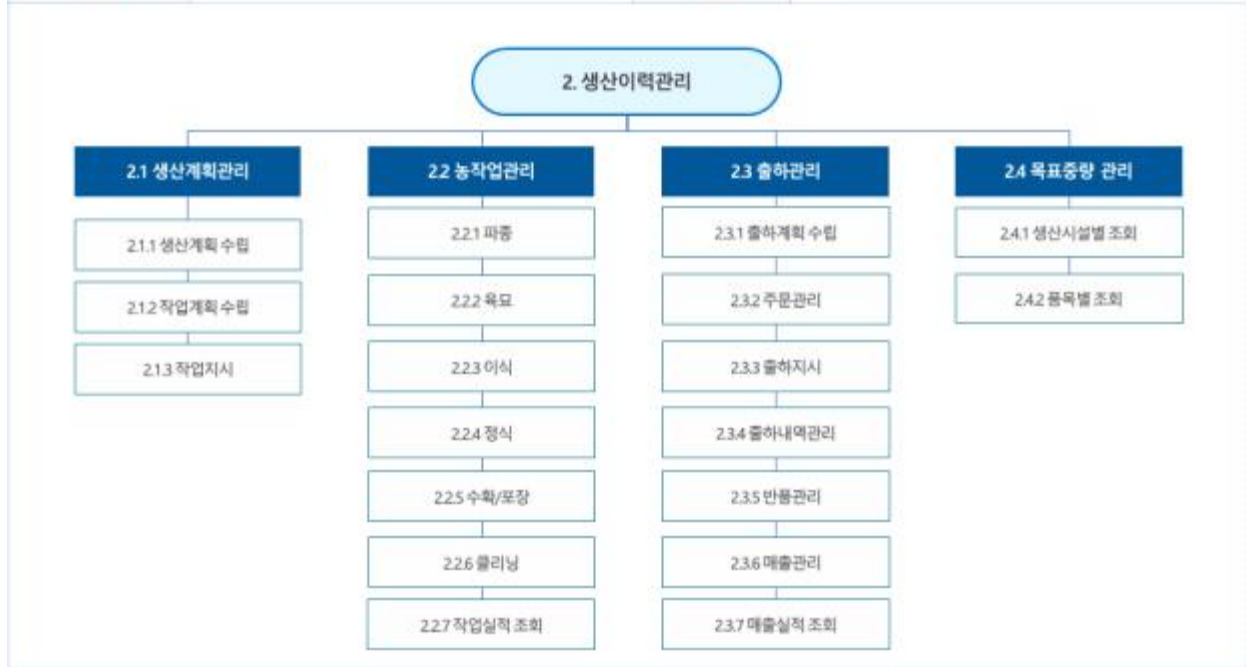 2. 생산이력관리
2.1 생산계획관리
2.1.1 생산계획 수립
2.1.2 작업계획 수립
2.1.3 작업지시
2.2 농작업관리
2.2.1 파종
2.2.2 육묘
2.2.3 이식
2.2.4 정식
2.2.5 수확/포장
2.2.6 클리닝
2.2.7 작업실적 조회
2.3 출하관리
2.3.1 출하계획 수립
2.3.2 주문관리
2.3.3 출하지시
2.3.4 출하내역관리
2.3.5 반품관리
2.3.6 매출관리
2.3.7 매출실적 조회
2.4 목표중량 관리
2.4.1 생산시설별 조회
2.4.2 품목별 조회